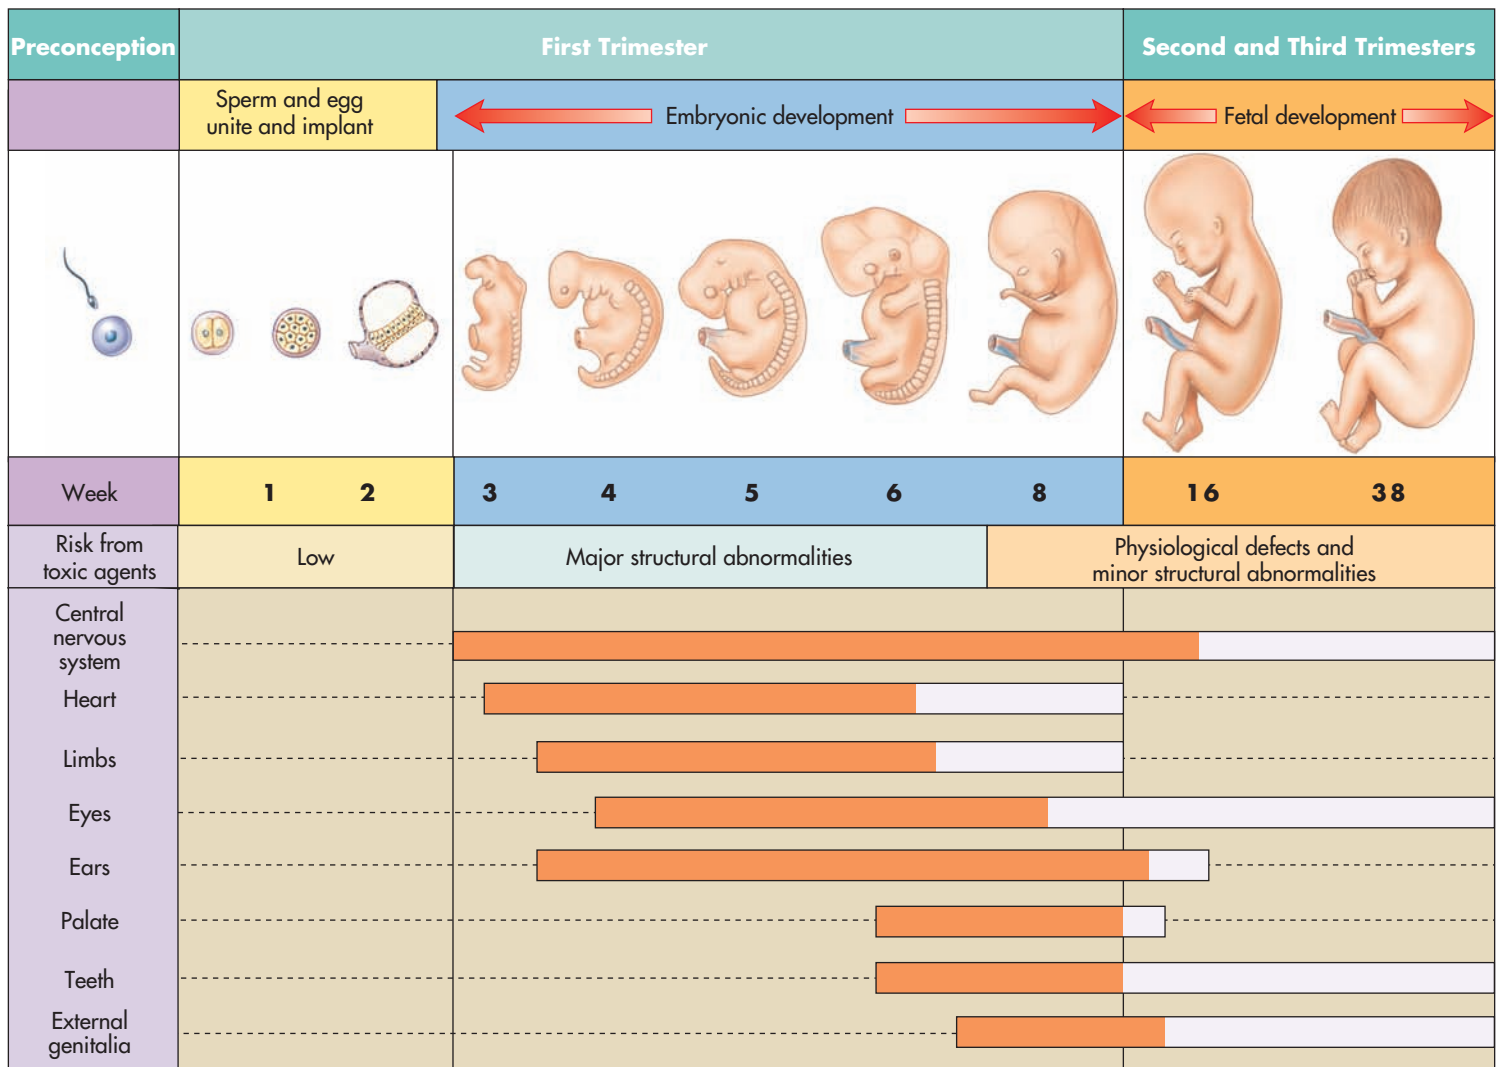 Preconception
First Trimester
Second and Third Trimesters
Sperm and egg
unite and implant
Embryonic development
Fetal development
Week
1
2
3
4
5
6
8
16
38
Risk from
toxic agents
Low
Major structural abnormalities
Physiological defects and
minor structural abnormalities
Central
nervous
system
Heart
Limbs
Eyes
Ears
Palate
Teeth
External
genitalia